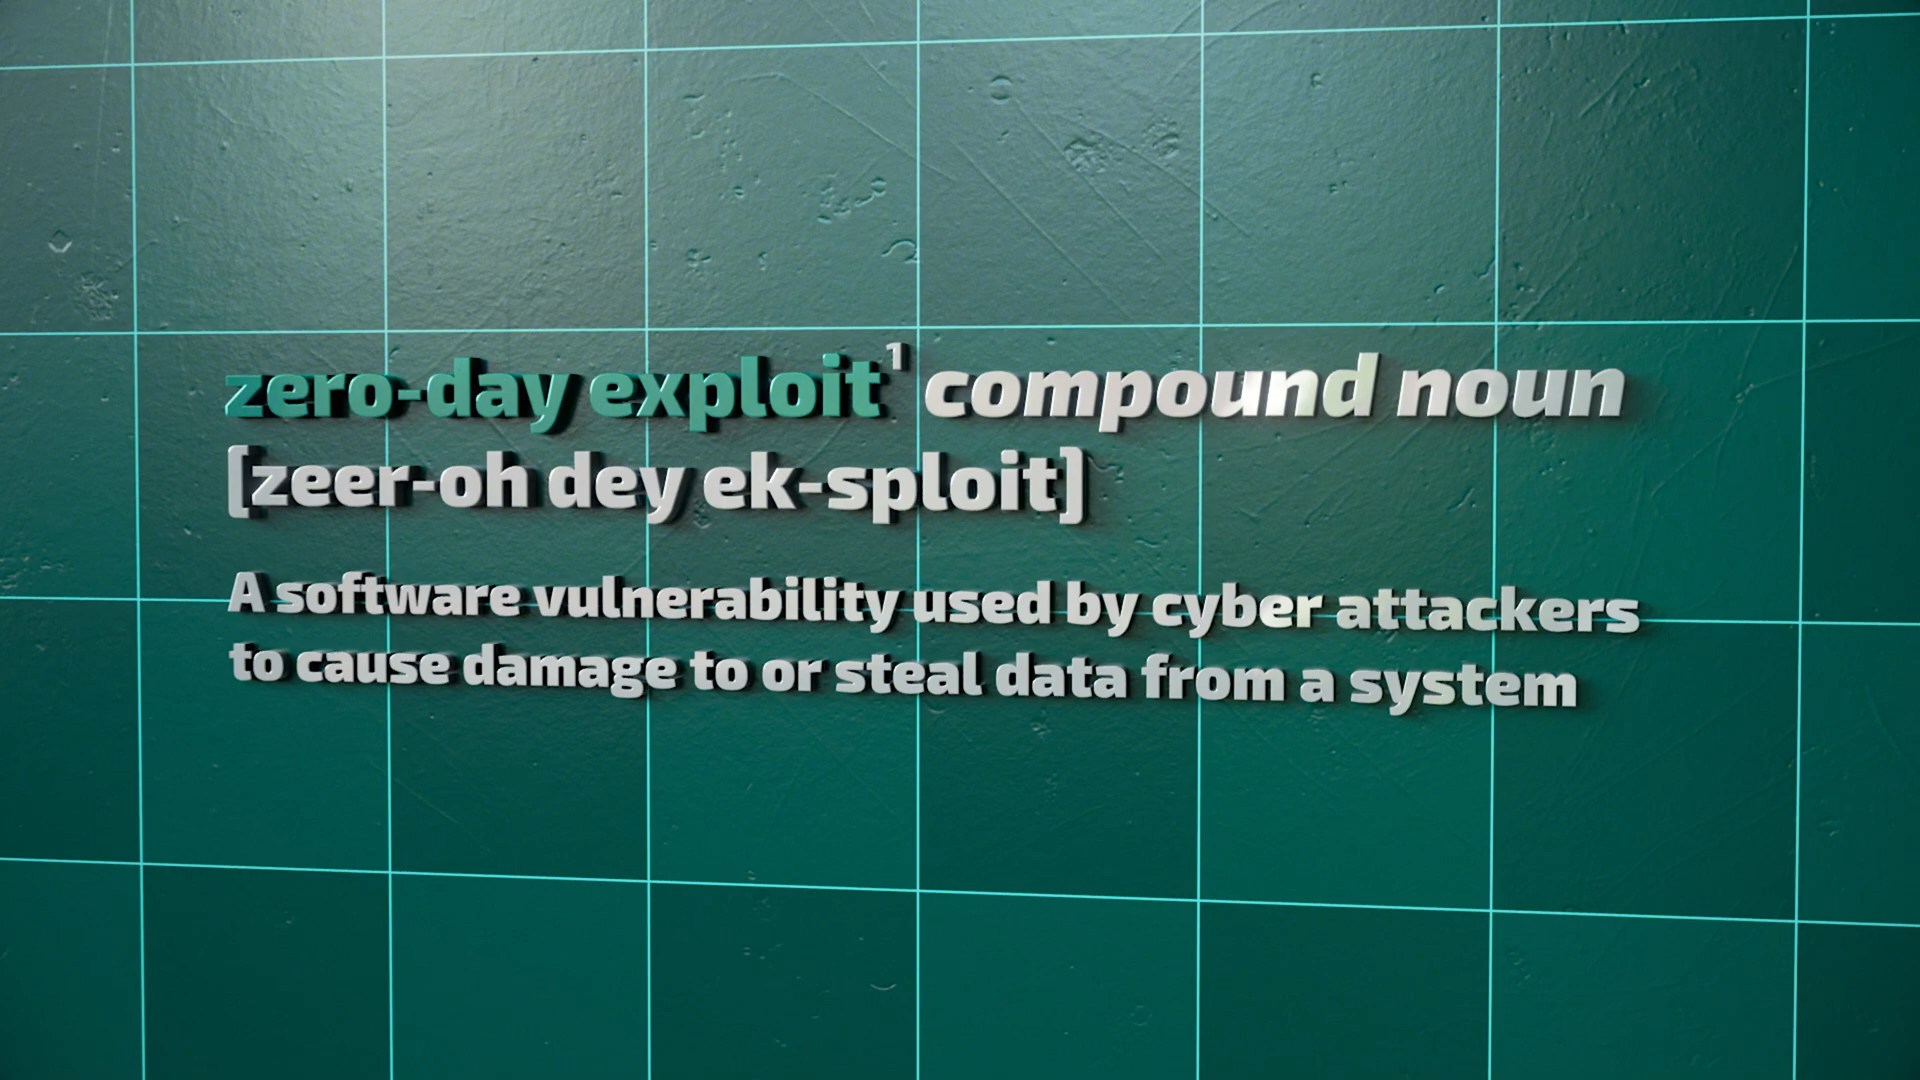 zero-day exploit¹ compound noun
[zeer-oh dey ek-sploit]
A software vulnerability used by cyber attackers
to cause damage to or steal data from a system